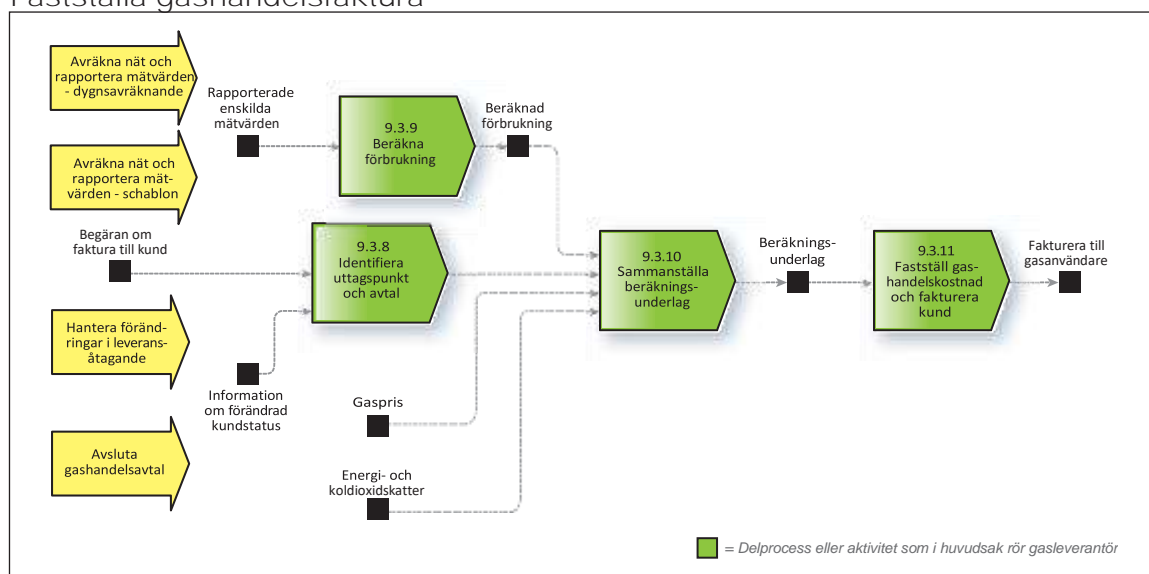 Fastställa gashandelsfaktura
Avräkna nät och
rapportera mätvärden
- dygnsavräknande
Rapporterade
enskilda
mätvärden
9.3.9
Beräkna
förbrukning
Beräknad
förbrukning
Avräkna nät och
rapportera mät-
värden - schablon
Begäran om
faktura till kund
9.3.8
Identifiera
uttagspunkt
och avtal
9.3.10
Sammanställa
beräknings-
underlag
Beräknings-
underlag
9.3.11
Fastställ gas-
handelskostnad
och fakturera
kund
Fakturera till
gasanvändare
Hantera föränd-
ringar i leverans-
åtagande
Information
om förändrad
kundstatus
Gaspris
Avsluta
gashandelsavtal
Energi- och
koldioxidskatter
= Delprocess eller aktivitet som i huvudsak rör gasleverantör